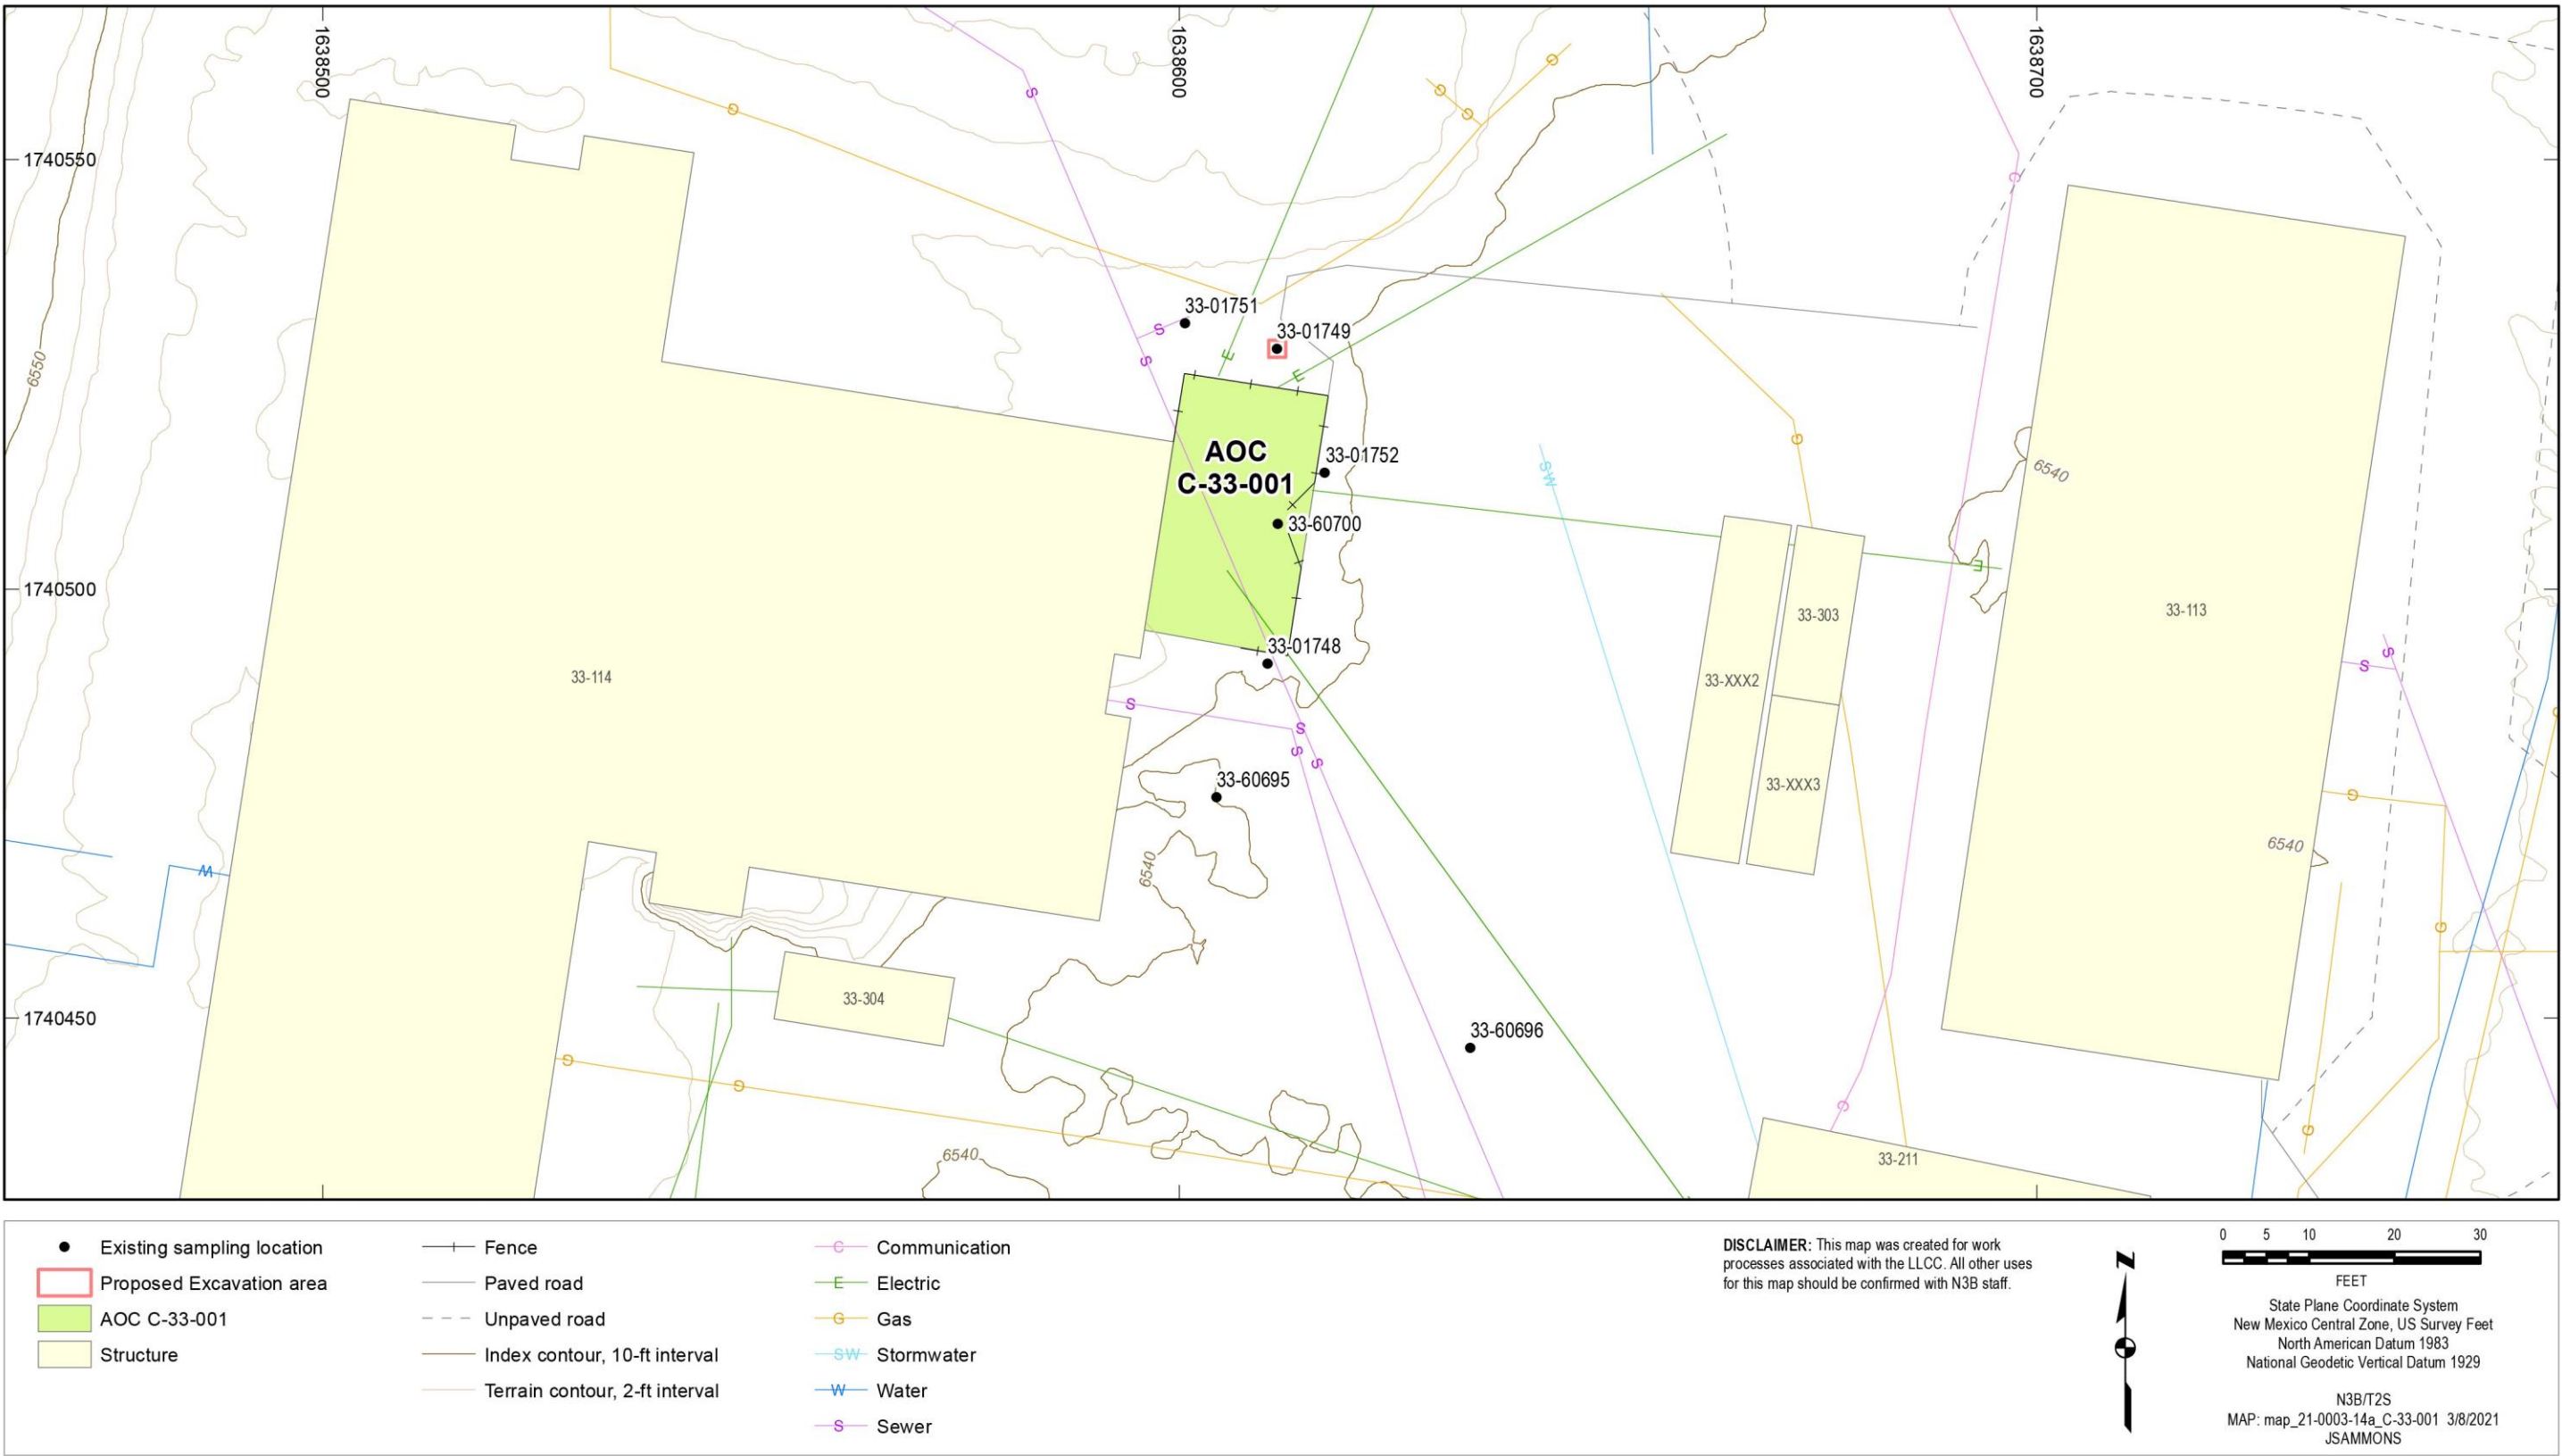 1638500
1638600
1638700
1740550
1740500
1740450
6550
S
G
G
G
G
C
33-01751
S
33-01749
S
E
E
AOC
C-33-001
33-01752
33-60700
G
SW
6540
E
33-303
33-113
33-114
33-XXX2
33-01748
S
S
S
S
S
S
33-60695
33-XXX3
G
G
6540
6540
W
G
33-304
33-60696
G
G
C
G
6540
33-211
Existing sampling location
Proposed Excavation area
AOC C-33-001
Structure
Fence
Paved road
Unpaved road
Index contour, 10-ft interval
Terrain contour, 2-ft interval
C Communication
E Electric
G Gas
SW Stormwater
W Water
S Sewer
DISCLAIMER: This map was created for work
processes associated with the LLCC. All other uses
for this map should be confirmed with N3B staff.
N
0 5 10 20 30
FEET
State Plane Coordinate System
New Mexico Central Zone, US Survey Feet
North American Datum 1983
National Geodetic Vertical Datum 1929
N3B/T2S
MAP: map_21-0003-14a_C-33-001 3/8/2021
JSAMMONS